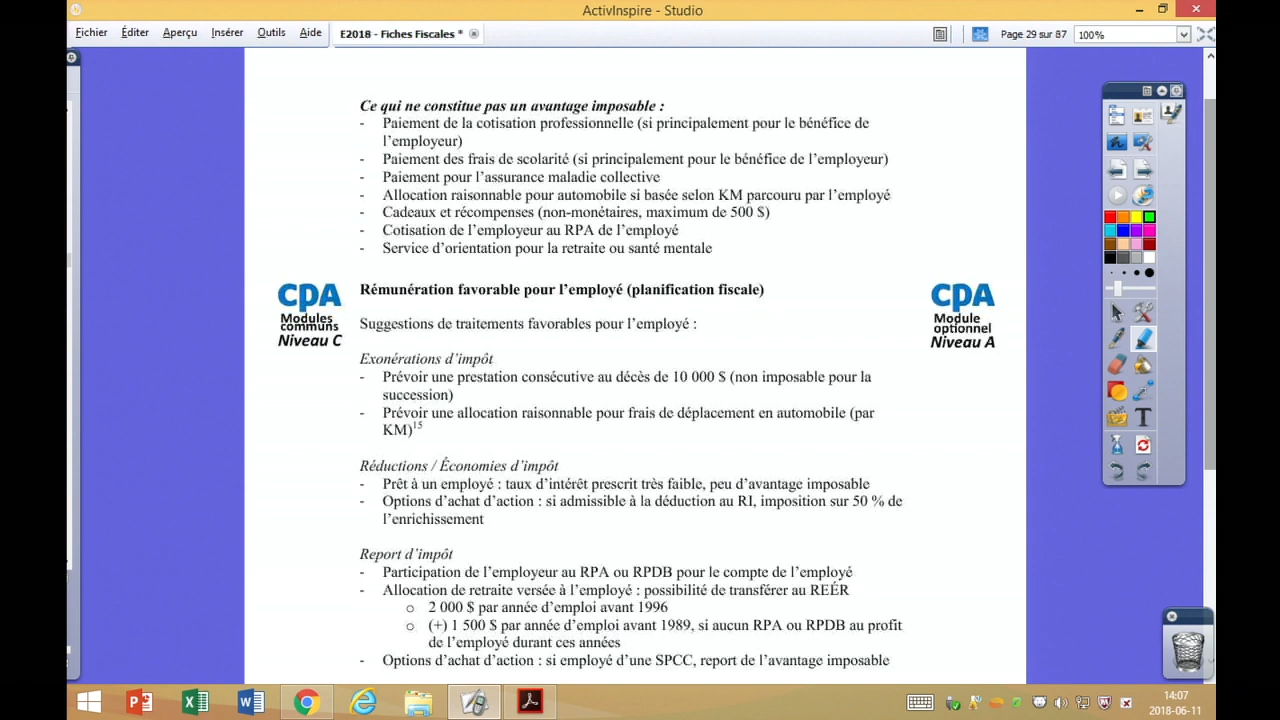 ActivInspire - Studio
Fichier Éditer Aperçu Insérer Outils Aide E2018 - Fiches Fiscales * Page 29 sur 87 100%
Ce qui ne constitue pas un avantage imposable :
- Paiement de la cotisation professionnelle (si principalement pour le bénéfice de
l’employeur)
- Paiement des frais de scolarité (si principalement pour le bénéfice de l’employeur)
- Paiement pour l’assurance maladie collective
- Allocation raisonnable pour automobile si basée selon KM parcouru par l’employé
- Cadeaux et récompenses (non-monétaires, maximum de 500 $)
- Cotisation de l’employeur au RPA de l’employé
- Service d’orientation pour la retraite ou santé mentale
CPA
Modules
communs
Niveau C
Rémunération favorable pour l’employé (planification fiscale)
CPA
Module
optionnel
Niveau A
Suggestions de traitements favorables pour l’employé :
Exonérations d’impôt
- Prévoir une prestation consécutive au décès de 10 000 $ (non imposable pour la
succession)
- Prévoir une allocation raisonnable pour frais de déplacement en automobile (par
KM)15
Réductions / Économies d’impôt
- Prêt à un employé : taux d’intérêt prescrit très faible, peu d’avantage imposable
- Options d’achat d’action : si admissible à la déduction au RI, imposition sur 50 % de
l’enrichissement
Report d’impôt
- Participation de l’employeur au RPA ou RPDB pour le compte de l’employé
- Allocation de retraite versée à l’employé : possibilité de transférer au REÉR
o 2 000 $ par année d’emploi avant 1996
o (+) 1 500 $ par année d’emploi avant 1989, si aucun RPA ou RPDB au profit
de l’employé durant ces années
- Options d’achat d’action : si employé d’une SPCC, report de l’avantage imposable
14:07
2018-06-11